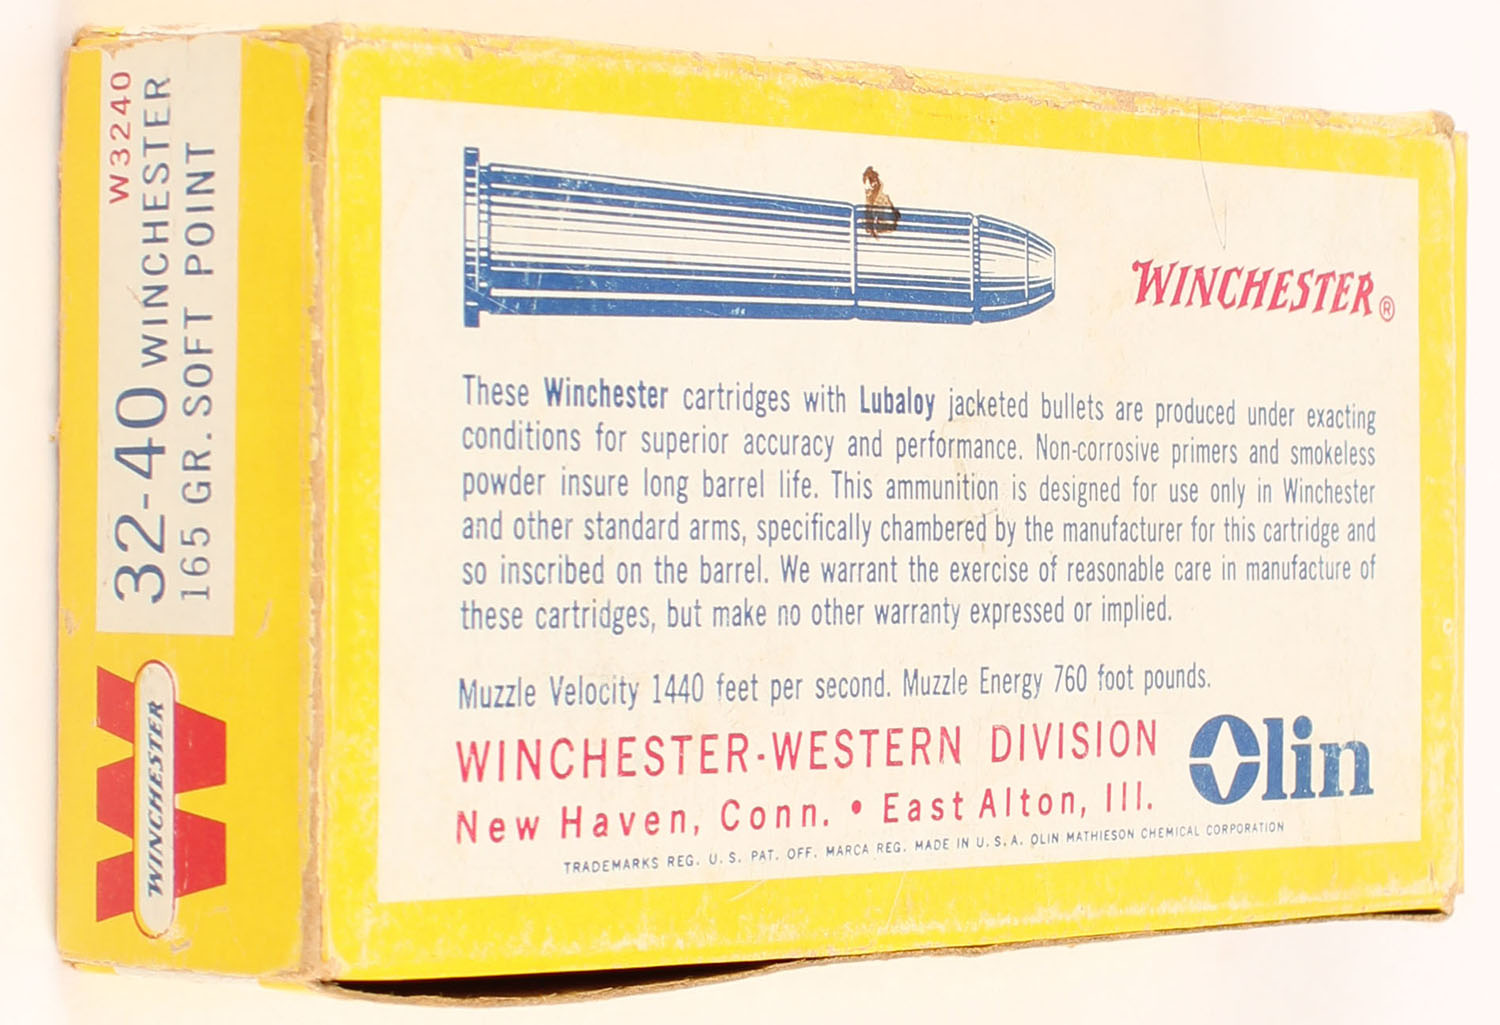 W3240
32-40 WINCHESTER
165 GR. SOFT POINT
W
WINCHESTER
WINCHESTER®
These Winchester cartridges with Lubaloy jacketed bullets are produced under exacting
conditions for superior accuracy and performance. Non-corrosive primers and smokeless
powder insure long barrel life. This ammunition is designed for use only in Winchester
and other standard arms, specifically chambered by the manufacturer for this cartridge and
so inscribed on the barrel. We warrant the exercise of reasonable care in manufacture of
these cartridges, but make no other warranty expressed or implied.
Muzzle Velocity 1440 feet per second. Muzzle Energy 760 foot pounds.
WINCHESTER-WESTERN DIVISION
New Haven, Conn. • East Alton, Ill.
Olin
TRADEMARKS REG. U. S. PAT. OFF. MARCA REG. MADE IN U. S. A. OLIN MATHIESON CHEMICAL CORPORATION